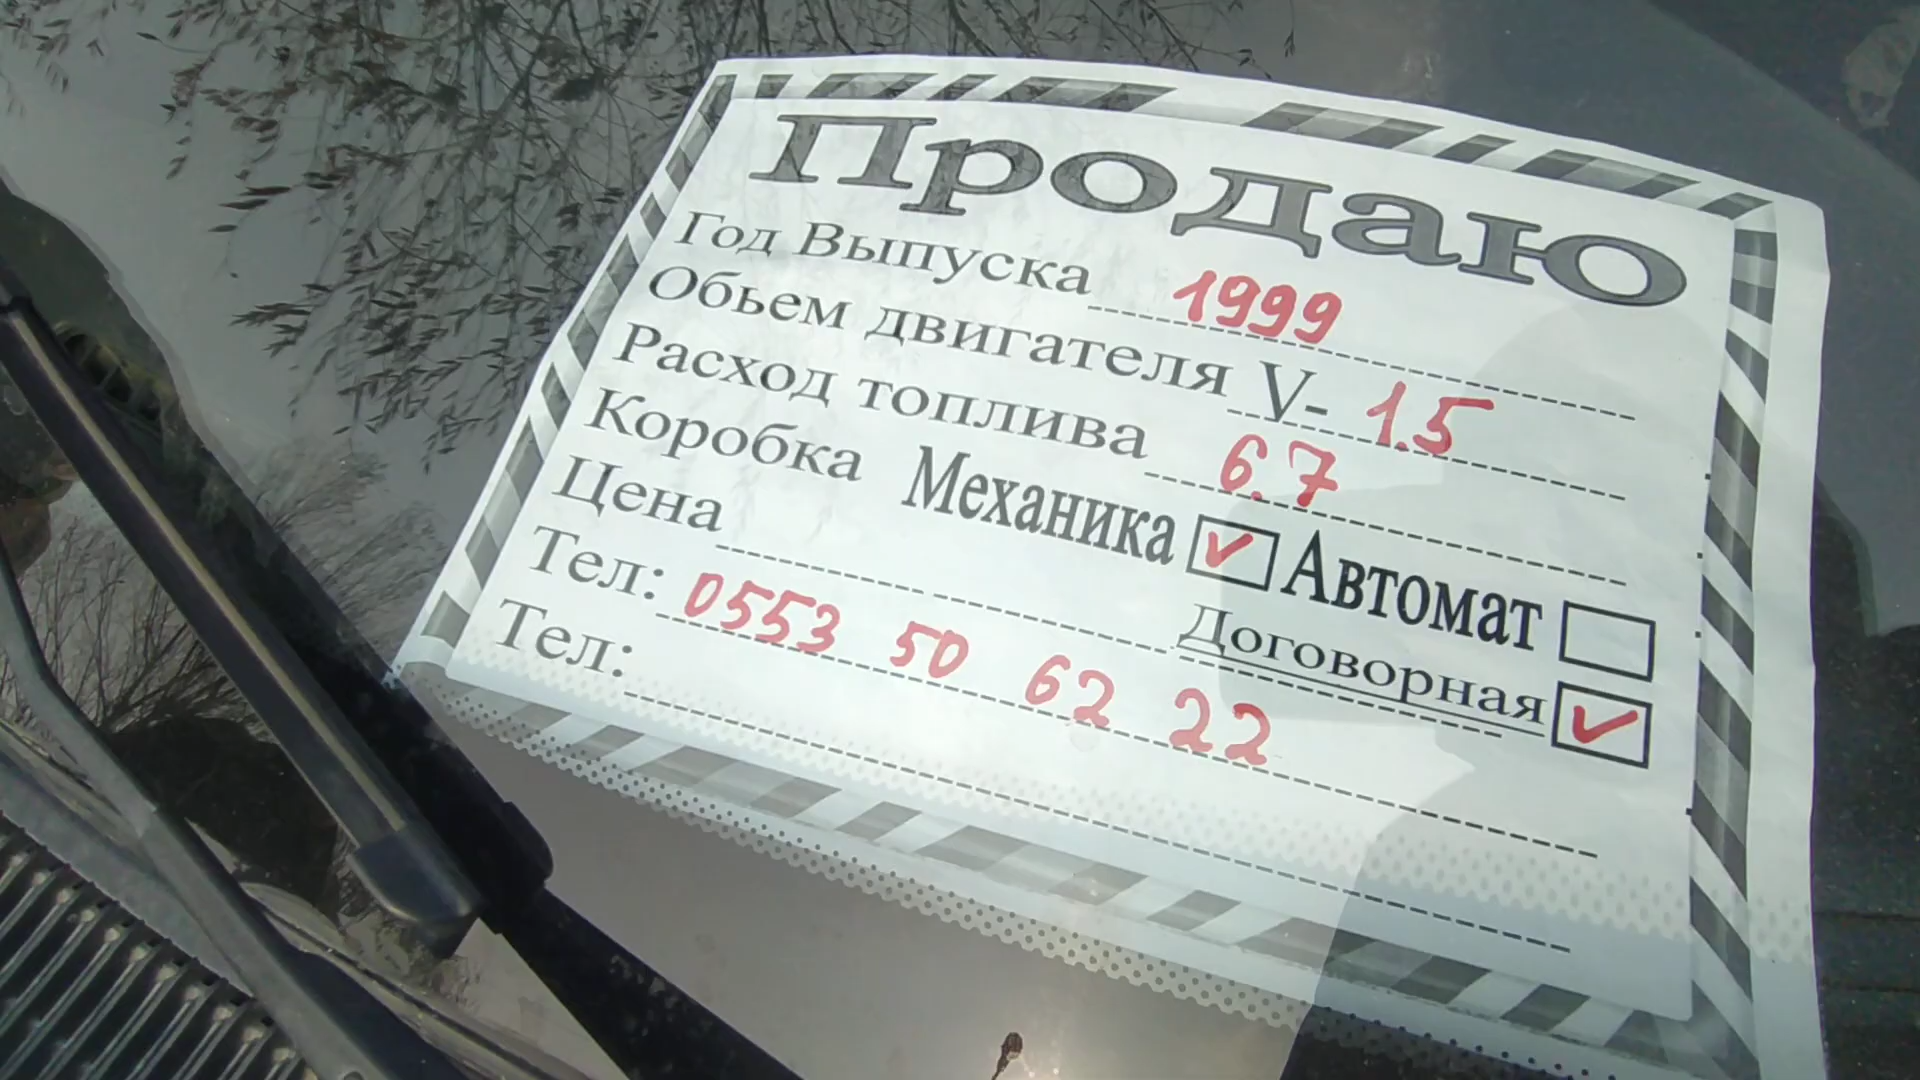 Продаю
Год Выпуска 1999
Обьем двигателя V- 1.5
Расход топлива 6.7
Коробка Механика ✓ Автомат
Цена Договорная ✓
Тел: 0553 50 62 22
Тел: